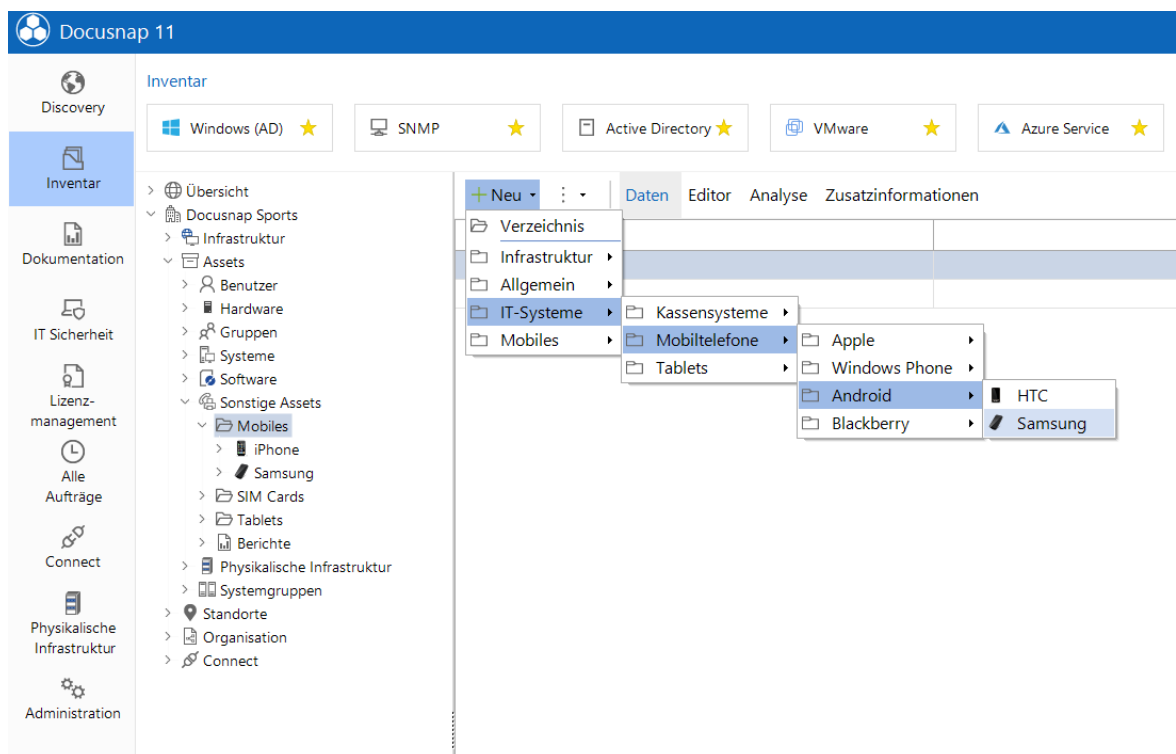 Docusnap 11
Discovery
Inventar
Dokumentation
IT Sicherheit
Lizenz-
management
Alle
Aufträge
Connect
Physikalische
Infrastruktur
Administration
Inventar
Windows (AD)
SNMP
Active Directory
VMware
Azure Service
Übersicht
Docusnap Sports
Infrastruktur
Assets
Benutzer
Hardware
Gruppen
Systeme
Software
Sonstige Assets
Mobiles
iPhone
Samsung
SIM Cards
Tablets
Berichte
Physikalische Infrastruktur
Systemgruppen
Standorte
Organisation
Connect
Neu
Daten Editor Analyse Zusatzinformationen
Verzeichnis
Infrastruktur
Allgemein
IT-Systeme
Mobiles
Kassensysteme
Mobiltelefone
Tablets
Apple
Windows Phone
Android
Blackberry
HTC
Samsung